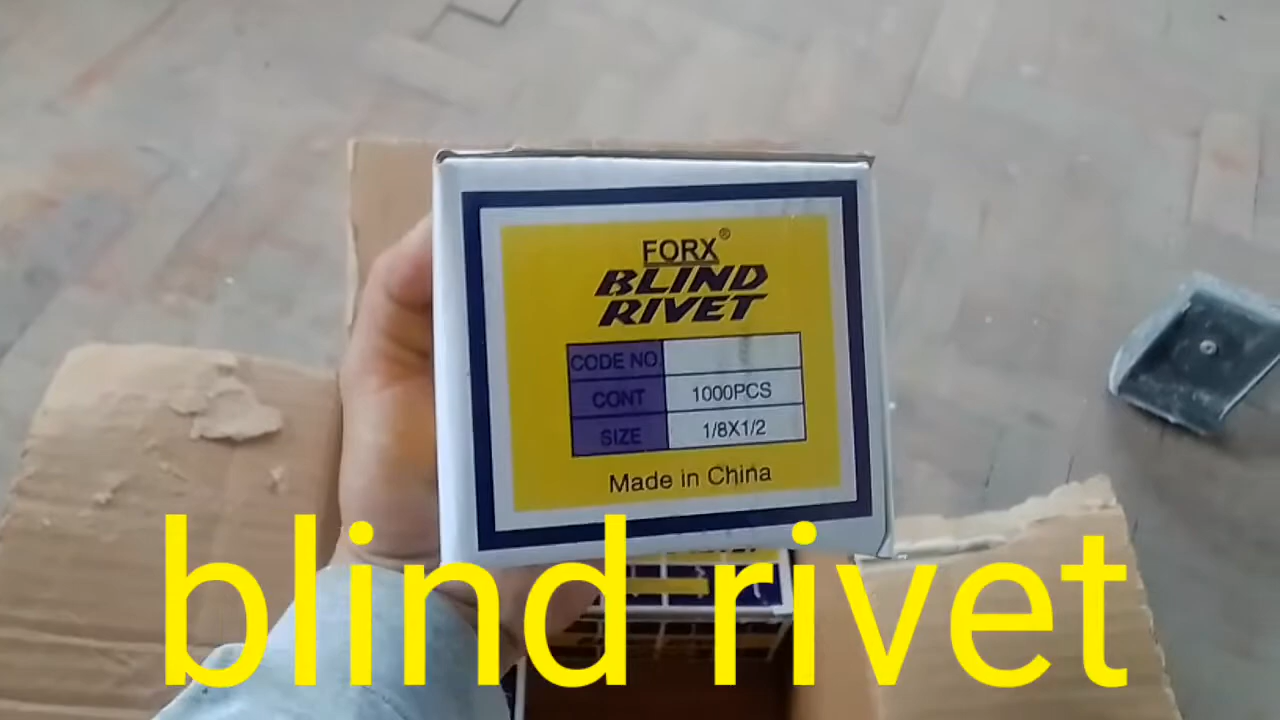 FORX®
BLIND
RIVET
CODE NO
CONT 1000PCS
SIZE 1/8X1/2
Made in China
blind rivet